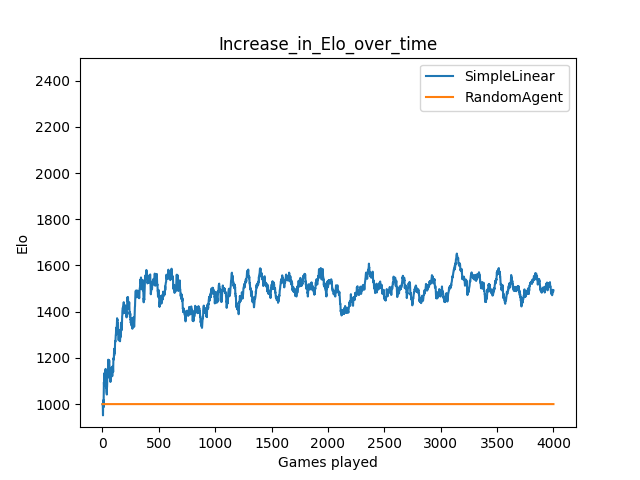 Increase_in_Elo_over_time
SimpleLinear
RandomAgent
2400
2200
2000
1800
1600
1400
1200
1000
Elo
0 500 1000 1500 2000 2500 3000 3500 4000
Games played